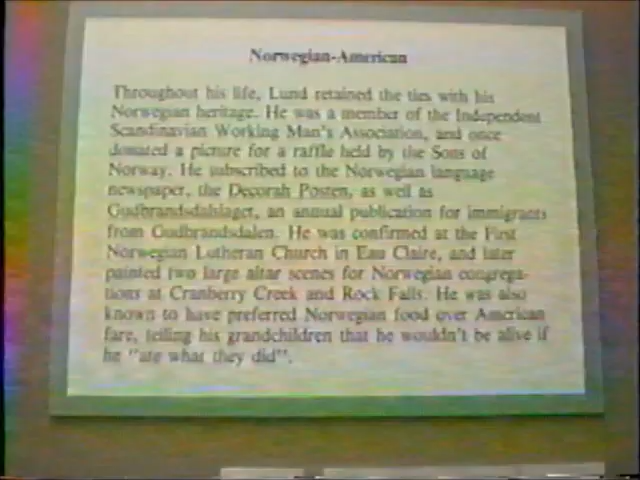 Norwegian-American
Throughout his life, Lund retained the ties with his
Norwegian heritage. He was a member of the Independent
Scandinavian Working Man's Association, and once
donated a picture for a raffle held by the Sons of
Norway. He subscribed to the Norwegian language
newspaper, the Decorah Posten, as well as
Gudbrandsdahlaget, an annual publication for immigrants
from Gudbrandsdalen. He was confirmed at the First
Norwegian Lutheran Church in Eau Claire, and later
painted two large altar scenes for Norwegian congrega-
tions at Cranberry Creek and Rock Falls. He was also
known to have preferred Norwegian food over American
fare, telling his grandchildren that he wouldn't be alive if
he "ate what they did".